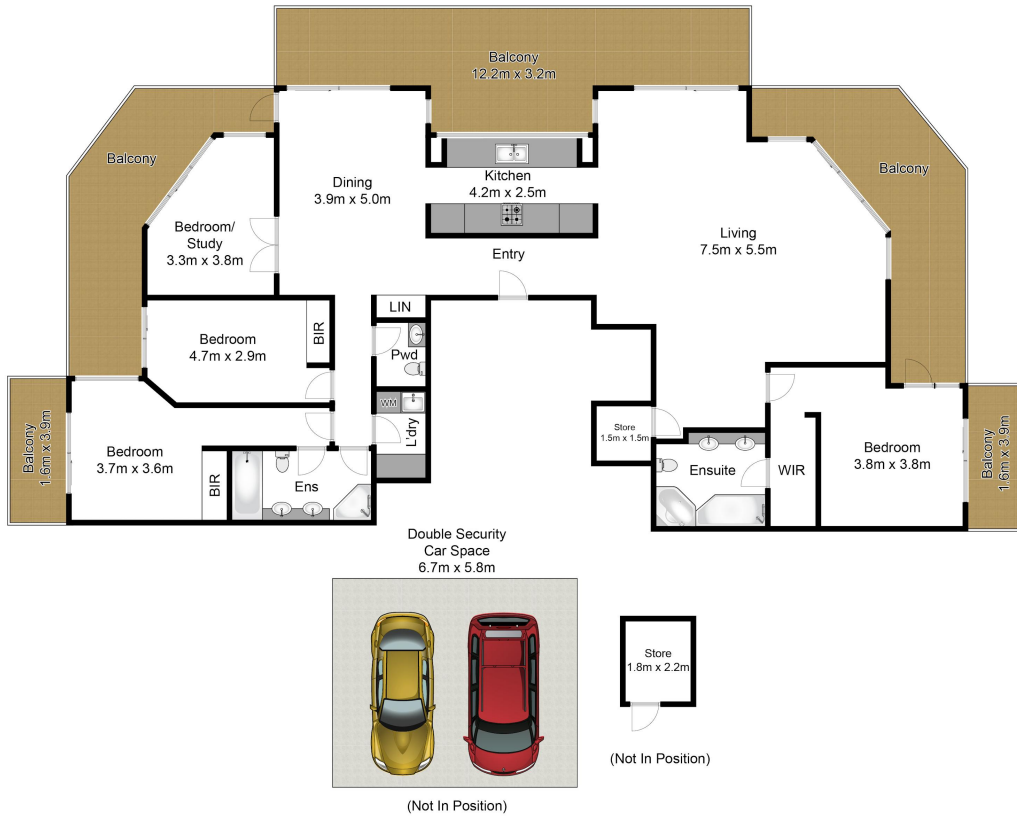 Balcony
12.2m x 3.2m
Balcony
Balcony
Dining
3.9m x 5.0m
Kitchen
4.2m x 2.5m
Bedroom/
Study
3.3m x 3.8m
Living
7.5m x 5.5m
Entry
LIN
Bedroom
4.7m x 2.9m
BIR
Pwd
WM
L'dry
Balcony
1.6m x 3.9m
Bedroom
3.7m x 3.6m
BIR
Ens
Store
1.5m x 1.5m
Ensuite
WIR
Bedroom
3.8m x 3.8m
Balcony
1.6m x 3.9m
Double Security
Car Space
6.7m x 5.8m
Store
1.8m x 2.2m
(Not In Position)
(Not In Position)